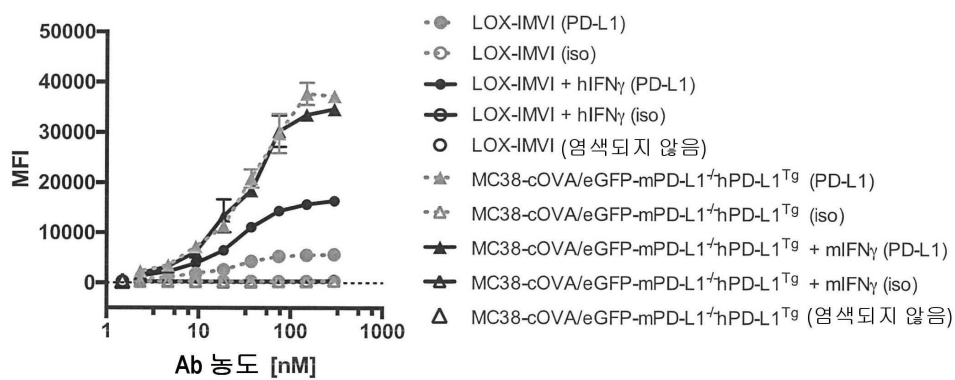 50000
40000
30000
20000
10000
0
MFI
1 10 100 1000
Ab 농도 [nM]
LOX-IMVI (PD-L1)
LOX-IMVI (iso)
LOX-IMVI + hIFNγ (PD-L1)
LOX-IMVI + hIFNγ (iso)
LOX-IMVI (염색되지 않음)
MC38-cOVA/eGFP-mPD-L1⁻/⁻hPD-L1ᵀᵍ (PD-L1)
MC38-cOVA/eGFP-mPD-L1⁻/⁻hPD-L1ᵀᵍ (iso)
MC38-cOVA/eGFP-mPD-L1⁻/⁻hPD-L1ᵀᵍ + mIFNγ (PD-L1)
MC38-cOVA/eGFP-mPD-L1⁻/⁻hPD-L1ᵀᵍ + mIFNγ (iso)
MC38-cOVA/eGFP-mPD-L1⁻/⁻hPD-L1ᵀᵍ (염색되지 않음)